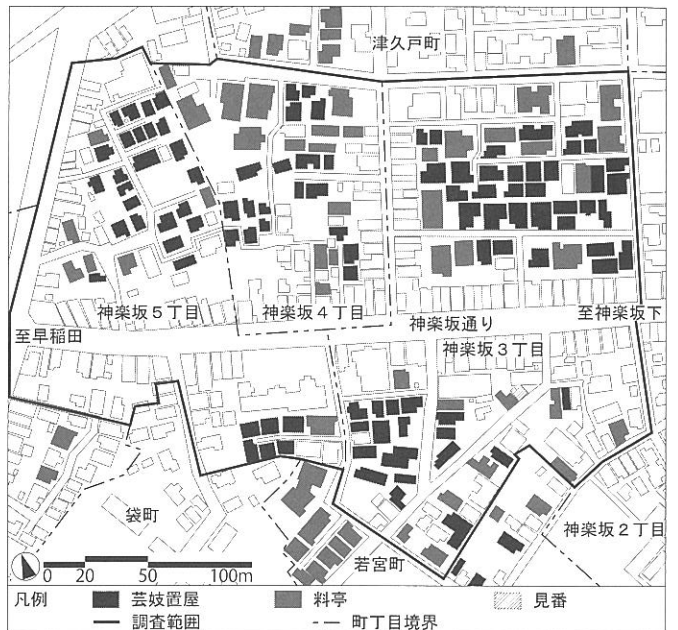 津久戸町
神楽坂5丁目
神楽坂4丁目
神楽坂通り
至神楽坂下
至早稲田
神楽坂3丁目
袋町
神楽坂2丁目
若宮町
0 20 50 100m
凡例 芸妓置屋 料亭 見番
調査範囲 町丁目境界